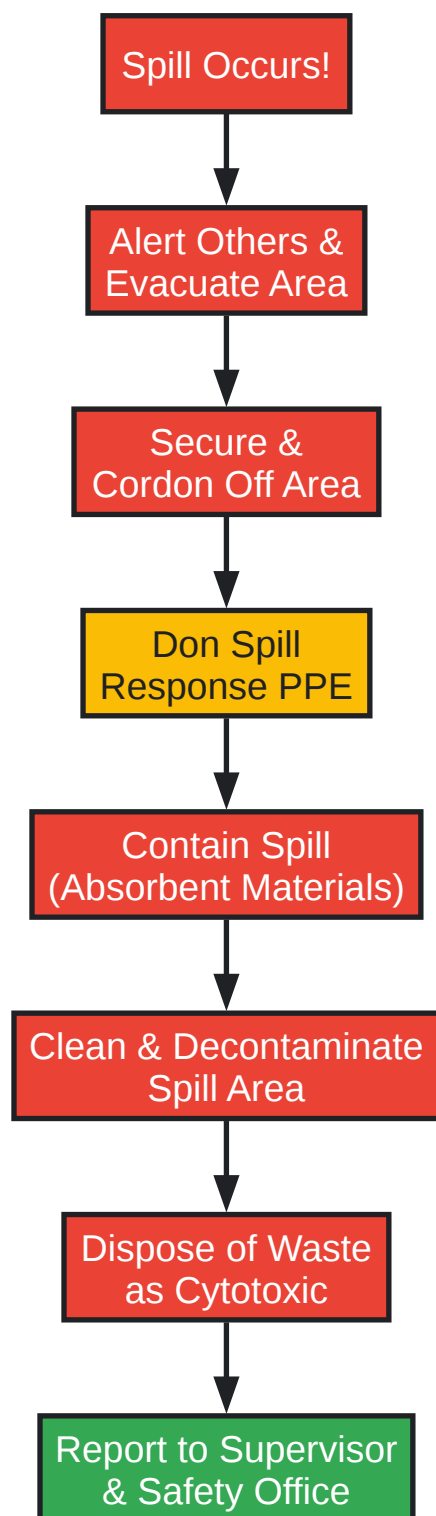 Spill Occurs!
Alert Others &
Evacuate Area
Secure &
Cordon Off Area
Don Spill
Response PPE
Contain Spill
(Absorbent Materials)
Clean & Decontaminate
Spill Area
Dispose of Waste
as Cytotoxic
Report to Supervisor
& Safety Office